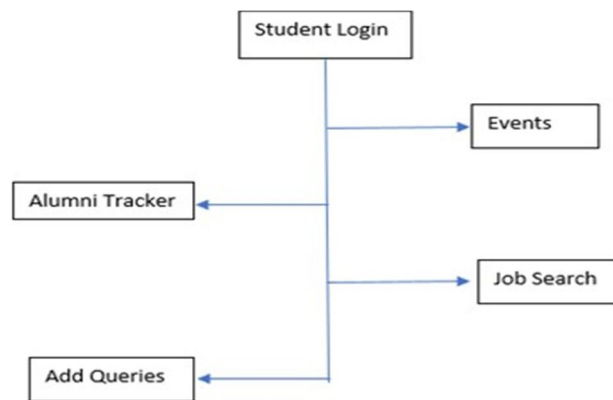 Student Login
Events
Alumni Tracker
Job Search
Add Queries